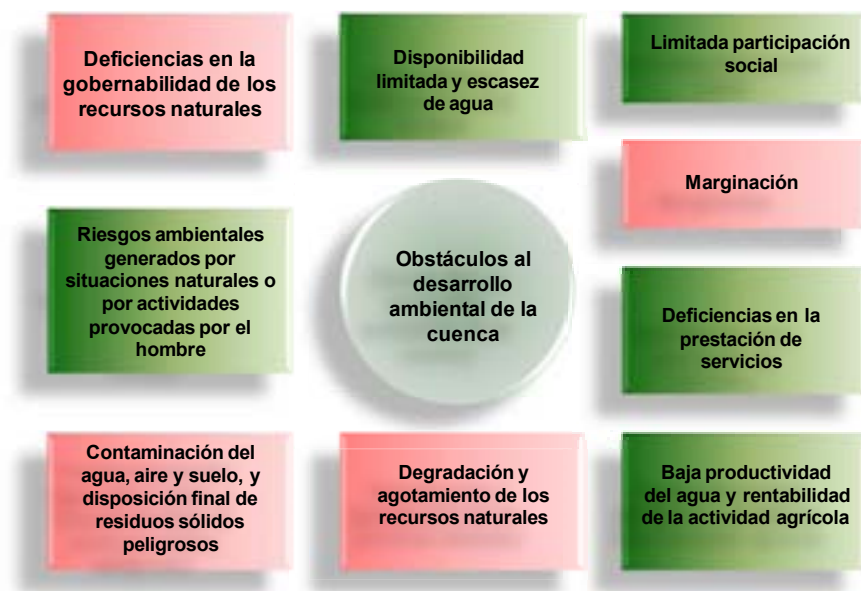 Deficiencias en la
gobernabilidad de los
recursos naturales
Disponibilidad
limitada y escasez
de agua
Limitada participación
social
Marginación
Riesgos ambientales
generados por
situaciones naturales o
por actividades
provocadas por el
hombre
Obstáculos al
desarrollo
ambiental de la
cuenca
Deficiencias en la
prestación de
servicios
Contaminación del
agua, aire y suelo, y
disposición final de
residuos sólidos
peligrosos
Degradación y
agotamiento de los
recursos naturales
Baja productividad
del agua y rentabilidad
de la actividad agrícola